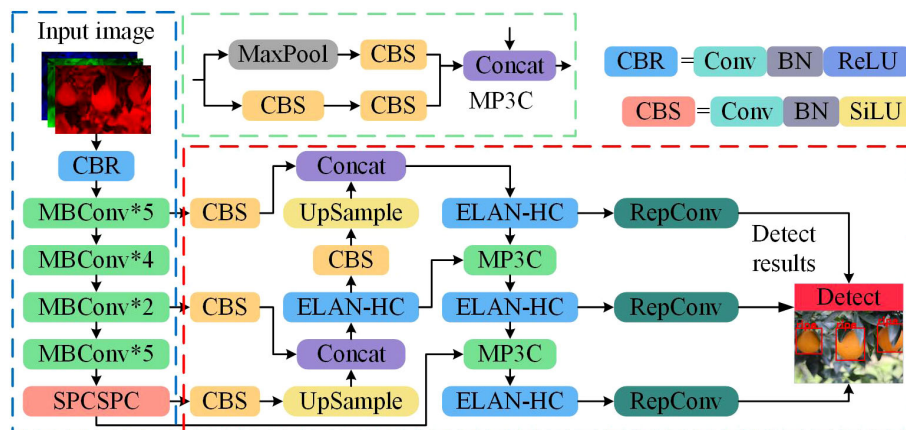 Input image
MaxPool
CBS
CBS
CBS
Concat
MP3C
CBR = Conv BN ReLU
CBS = Conv BN SiLU
CBR
MBConv*5
MBConv*4
MBConv*2
MBConv*5
SPCSPC
CBS
CBS
CBS
Concat
UpSample
CBS
ELAN-HC
Concat
UpSample
ELAN-HC
MP3C
ELAN-HC
MP3C
ELAN-HC
RepConv
RepConv
RepConv
Detect
results
Detect